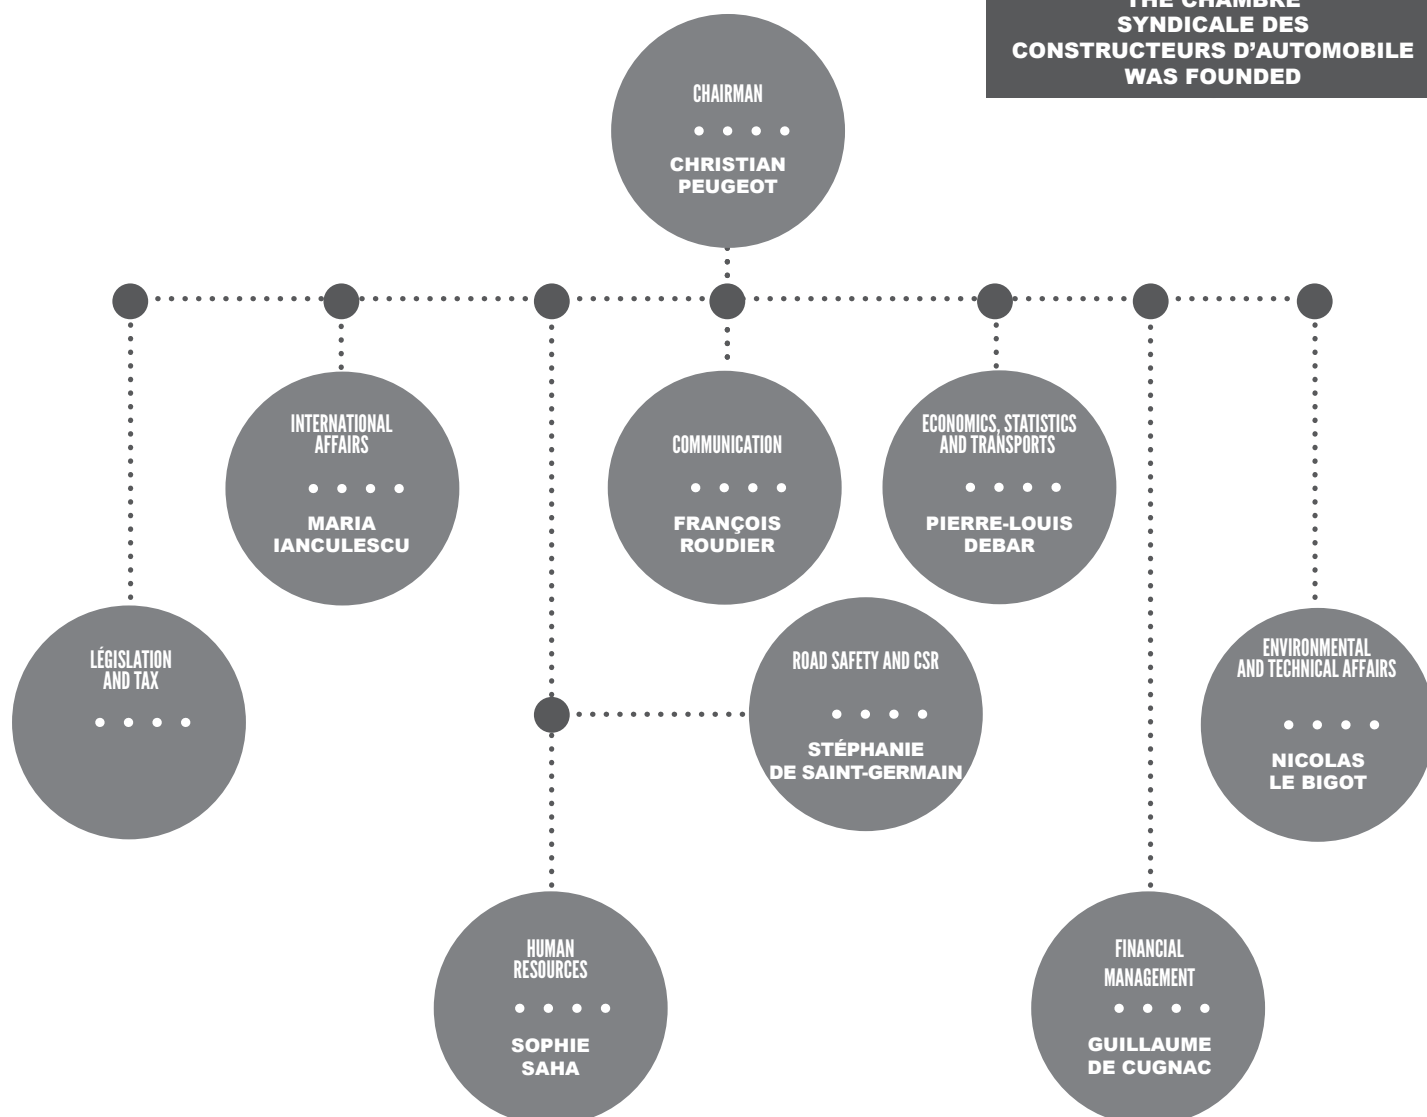 THE CHAMBRE
SYNDICALE DES
CONSTRUCTEURS D’AUTOMOBILE
WAS FOUNDED
CHAIRMAN
CHRISTIAN
PEUGEOT
INTERNATIONAL
AFFAIRS
MARIA
IANCULESCU
COMMUNICATION
FRANÇOIS
ROUDIER
ECONOMICS, STATISTICS
AND TRANSPORTS
PIERRE-LOUIS
DEBAR
LÉGISLATION
AND TAX
ROAD SAFETY AND CSR
STÉPHANIE
DE SAINT-GERMAIN
ENVIRONMENTAL
AND TECHNICAL AFFAIRS
NICOLAS
LE BIGOT
HUMAN
RESOURCES
SOPHIE
SAHA
FINANCIAL
MANAGEMENT
GUILLAUME
DE CUGNAC